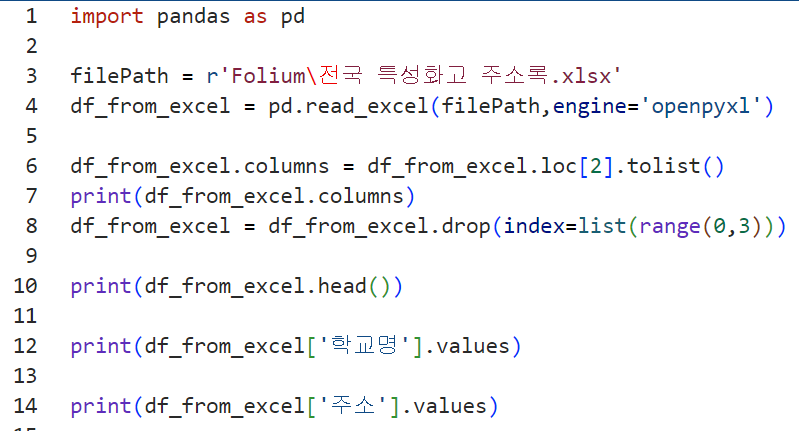 1 import pandas as pd
2
3 filePath = r'Folium\전국 특성화고 주소록.xlsx'
4 df_from_excel = pd.read_excel(filePath,engine='openpyxl')
5
6 df_from_excel.columns = df_from_excel.loc[2].tolist()
7 print(df_from_excel.columns)
8 df_from_excel = df_from_excel.drop(index=list(range(0,3)))
9
10 print(df_from_excel.head())
11
12 print(df_from_excel['학교명'].values)
13
14 print(df_from_excel['주소'].values)